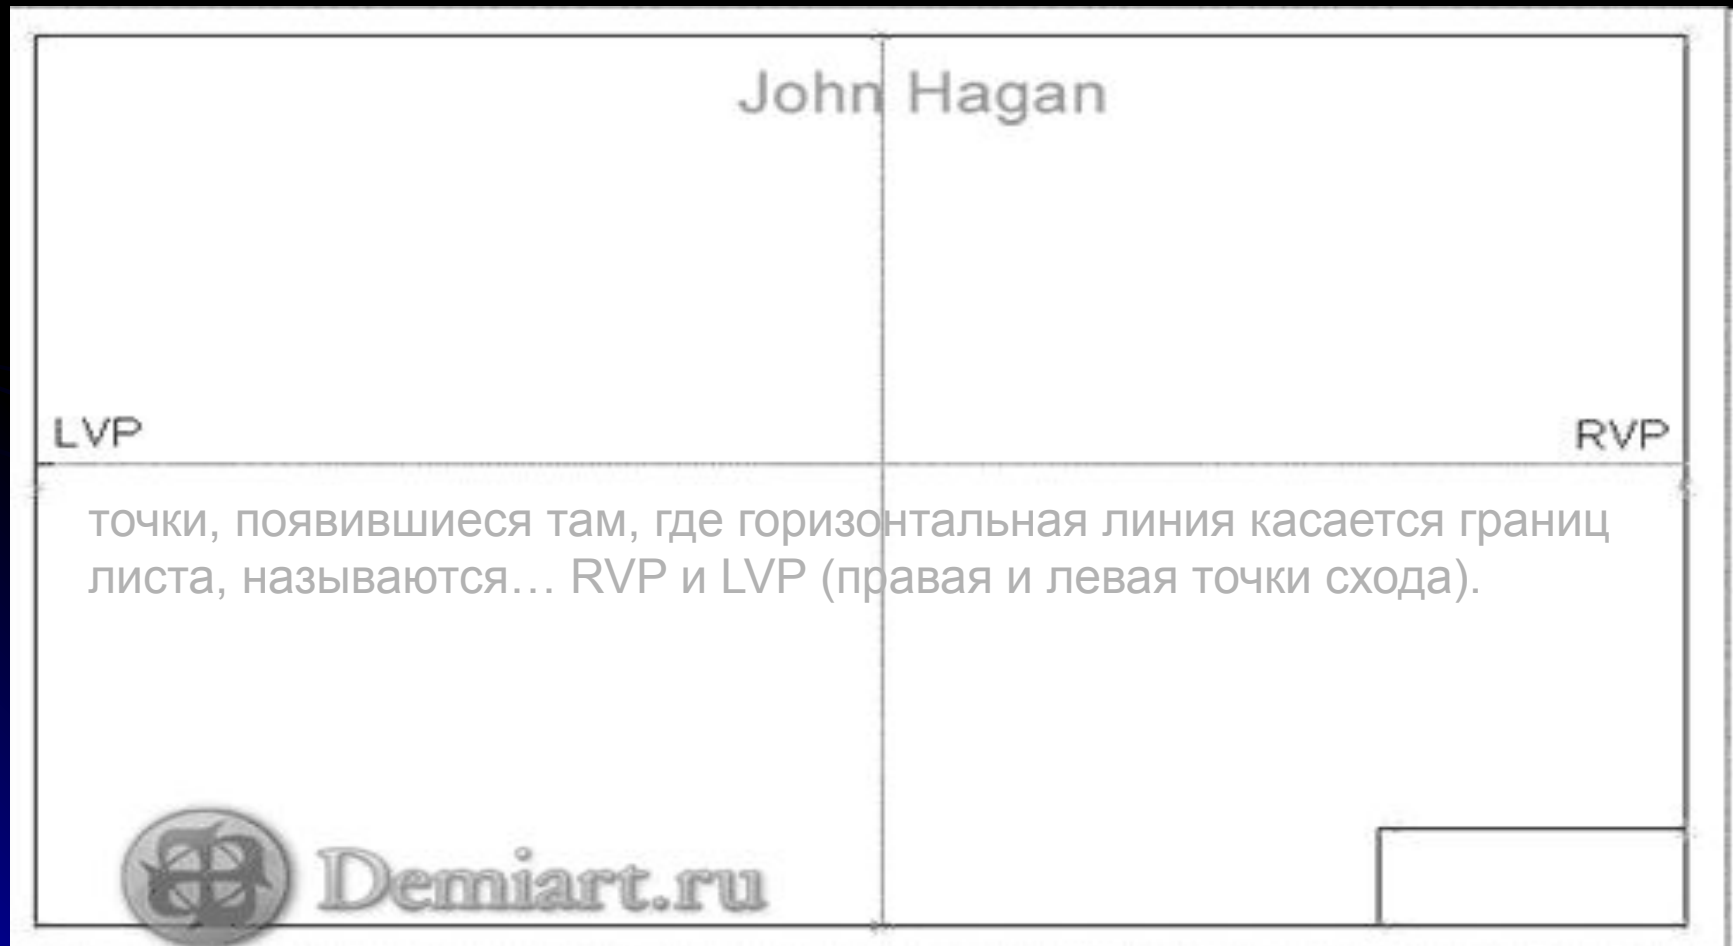 John Hagan
LVP
RVP
точки, появившиеся там, где горизонтальная линия касается границ
листа, называются… RVP и LVP (правая и левая точки схода).
Demiart.ru